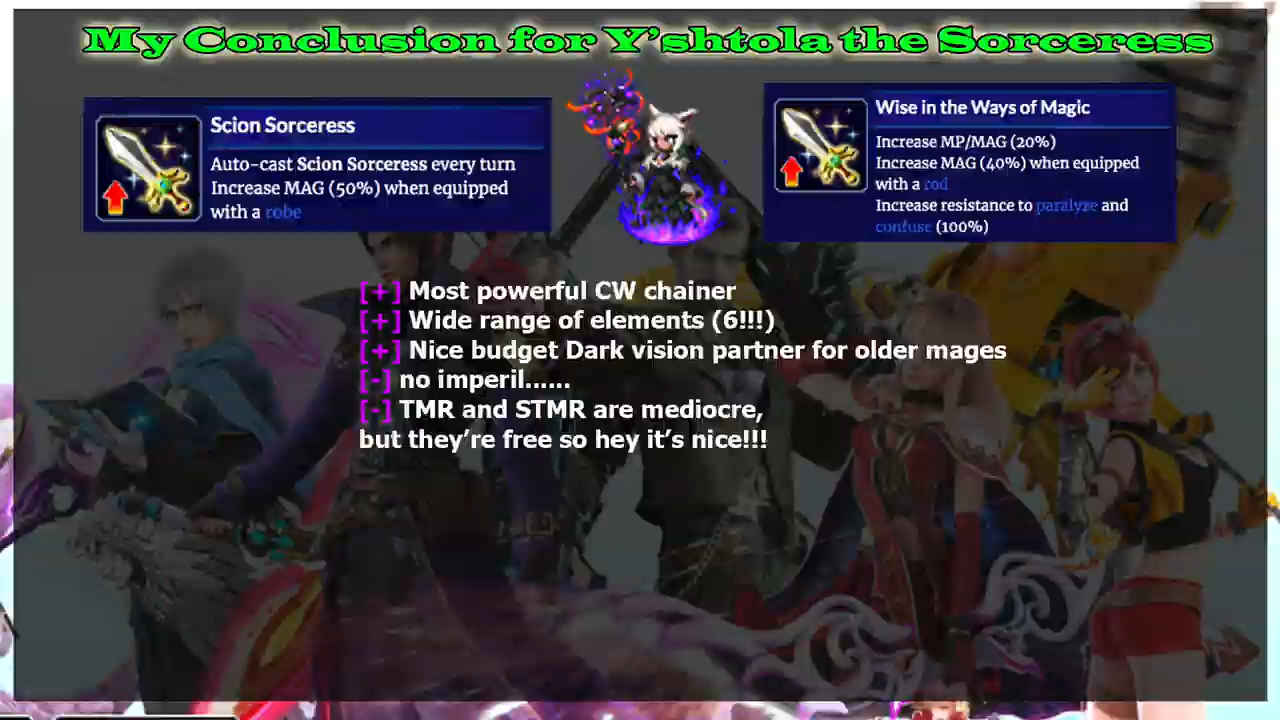 My Conclusion for Y'shtola the Sorceress
Scion Sorceress
Auto-cast Scion Sorceress every turn
Increase MAG (50%) when equipped
with a robe
Wise in the Ways of Magic
Increase MP/MAG (20%)
Increase MAG (40%) when equipped
with a rod
Increase resistance to paralyze and
confuse (100%)
[+] Most powerful CW chainer
[+] Wide range of elements (6!!!)
[+] Nice budget Dark vision partner for older mages
[-] no imperil......
[-] TMR and STMR are mediocre,
but they're free so hey it's nice!!!